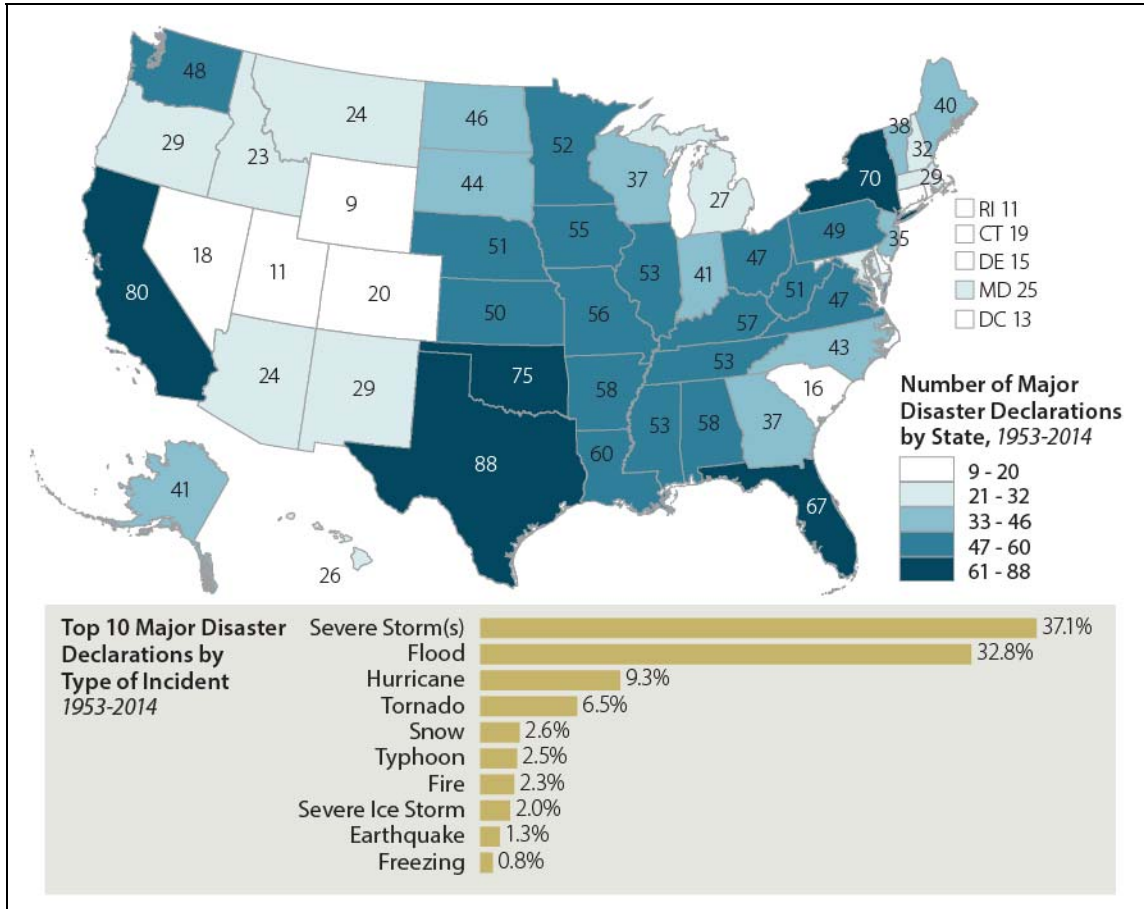 48
29
23
24
46
52
44
37
27
38
40
32
29
70
9
51
55
53
41
47
49
35
RI 11
CT 19
DE 15
MD 25
DC 13
80
18
11
20
50
56
57
51
47
24
29
75
58
53
43
16
37
88
60
53
58
67
41
26
Number of Major
Disaster Declarations
by State, 1953-2014
9 - 20
21 - 32
33 - 46
47 - 60
61 - 88
Top 10 Major Disaster
Declarations by
Type of Incident
1953-2014
Severe Storm(s) 37.1%
Flood 32.8%
Hurricane 9.3%
Tornado 6.5%
Snow 2.6%
Typhoon 2.5%
Fire 2.3%
Severe Ice Storm 2.0%
Earthquake 1.3%
Freezing 0.8%